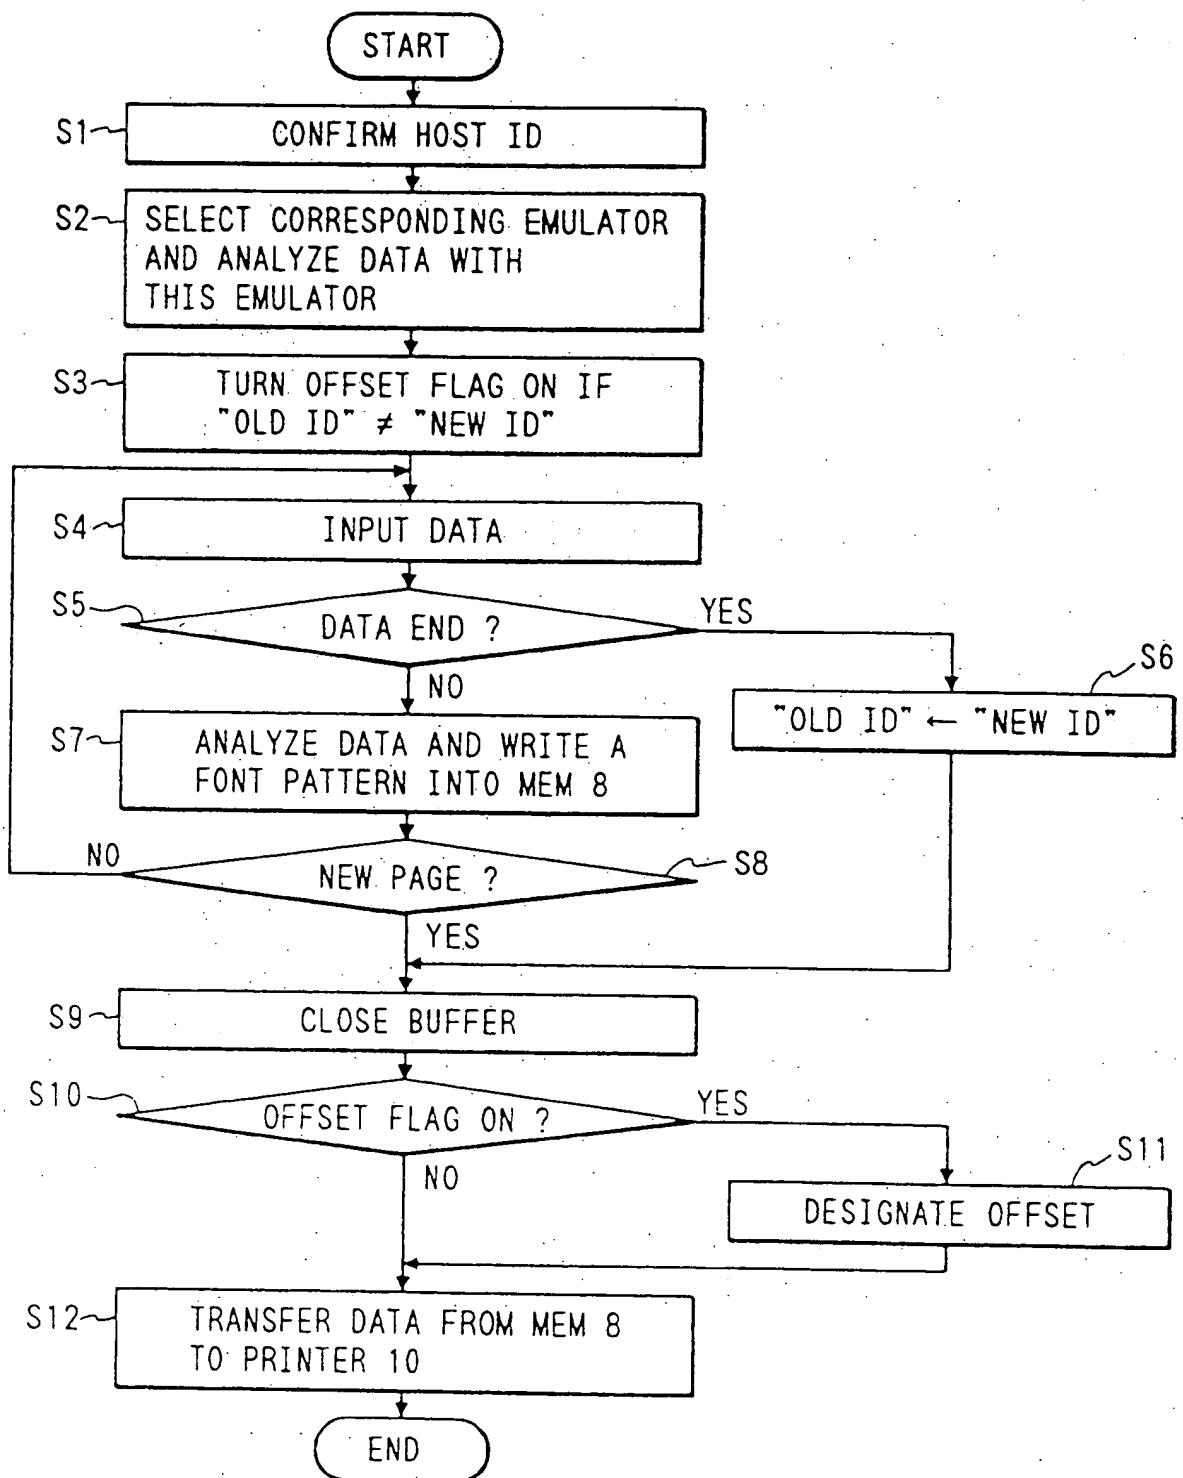 START
S1
CONFIRM HOST ID
S2
SELECT CORRESPONDING EMULATOR
AND ANALYZE DATA WITH
THIS EMULATOR
S3
TURN OFFSET FLAG ON IF
"OLD ID" ≠ "NEW ID"
S4
INPUT DATA
S5
DATA END ?
YES
NO
S6
"OLD ID" ← "NEW ID"
S7
ANALYZE DATA AND WRITE A
FONT PATTERN INTO MEM 8
NO
NEW PAGE ?
S8
YES
S9
CLOSE BUFFER
S10
OFFSET FLAG ON ?
YES
NO
S11
DESIGNATE OFFSET
S12
TRANSFER DATA FROM MEM 8
TO PRINTER 10
END